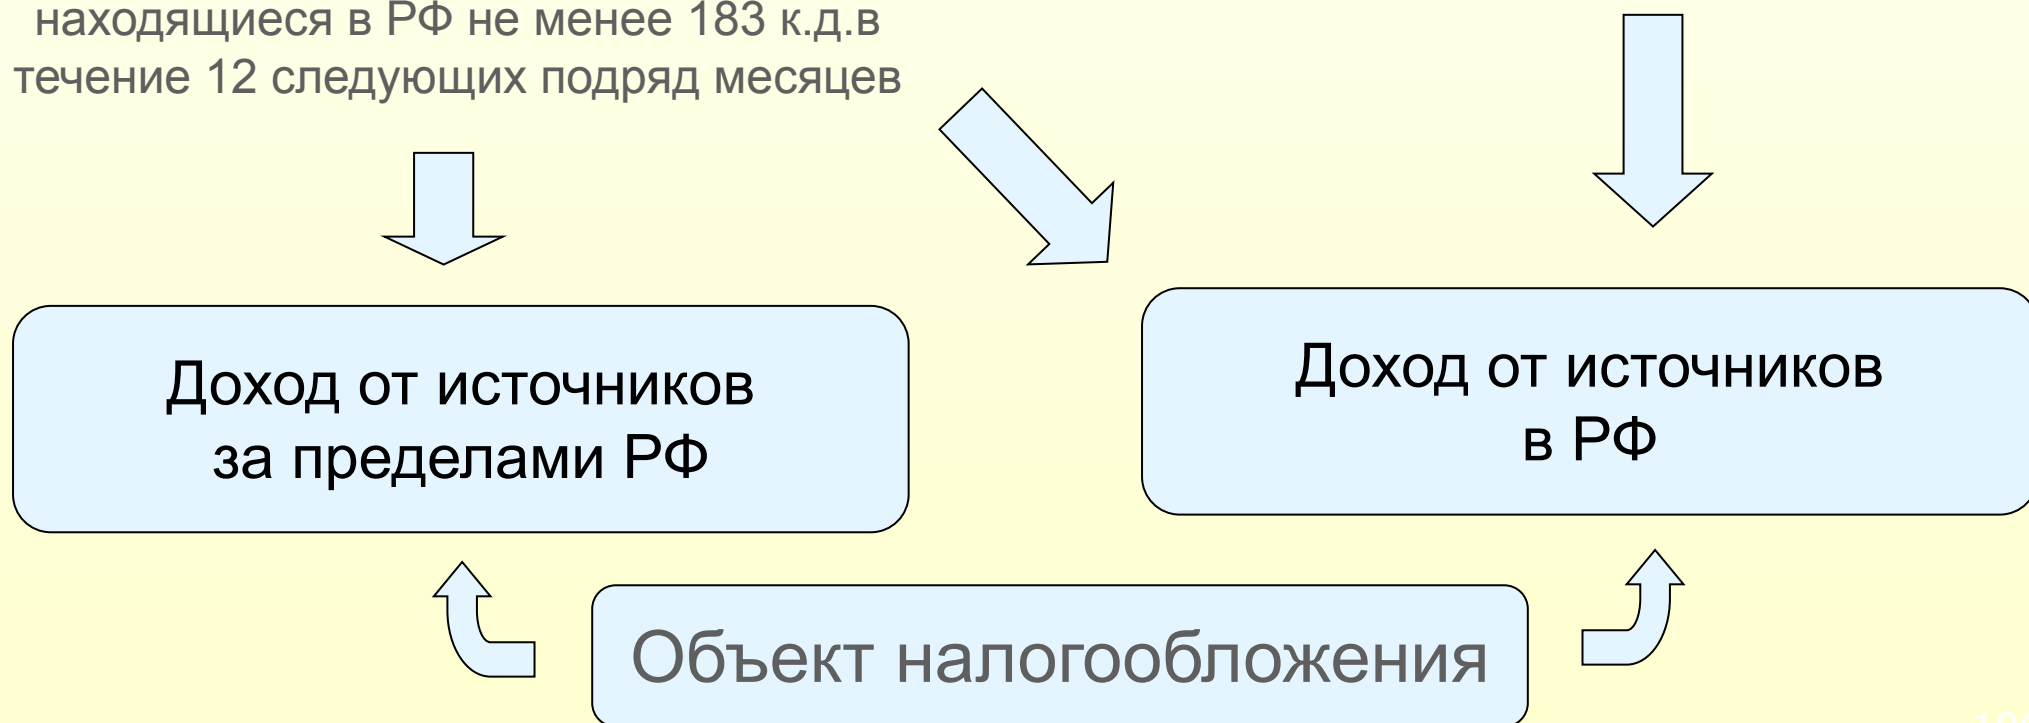 находящиеся в РФ не менее 183 к.д.в
течение 12 следующих подряд месяцев
Доход от источников
за пределами РФ
Доход от источников
в РФ
Объект налогообложения